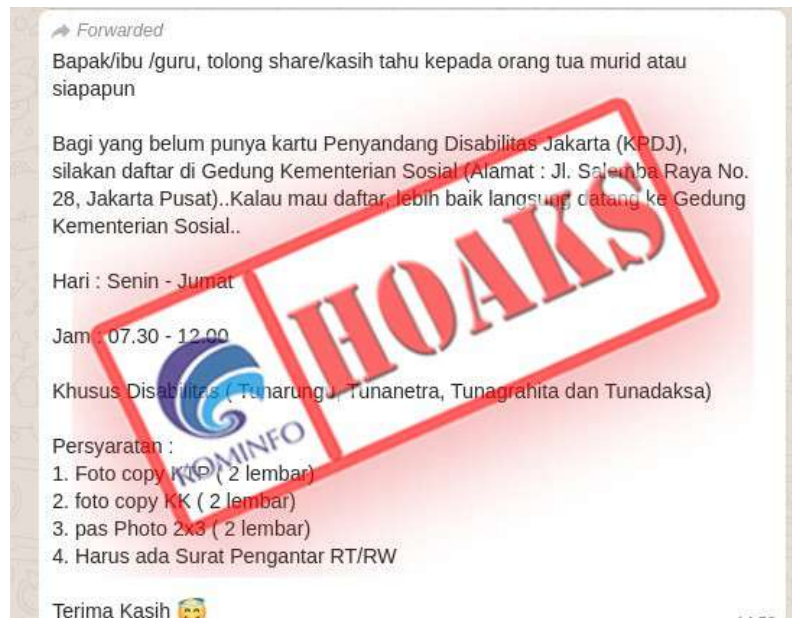 Forwarded
Bapak/ibu /guru, tolong share/kasih tahu kepada orang tua murid atau
siapapun
Bagi yang belum punya kartu Penyandang Disabilitas Jakarta (KPDJ),
silakan daftar di Gedung Kementerian Sosial (Alamat : Jl. Salemba Raya No.
28, Jakarta Pusat)..Kalau mau daftar, lebih baik langsung datang ke Gedung
Kementerian Sosial..
Hari : Senin - Jumat
Jam : 07.30 - 12.00
Khusus Disabilitas ( Tunarungu, Tunanetra, Tunagrahita dan Tunadaksa)
Persyaratan :
1. Foto copy KTP ( 2 lembar)
2. foto copy KK ( 2 lembar)
3. pas Photo 2x3 ( 2 lembar)
4. Harus ada Surat Pengantar RT/RW
Terima Kasih 😇
KOMINFO
HOAKS